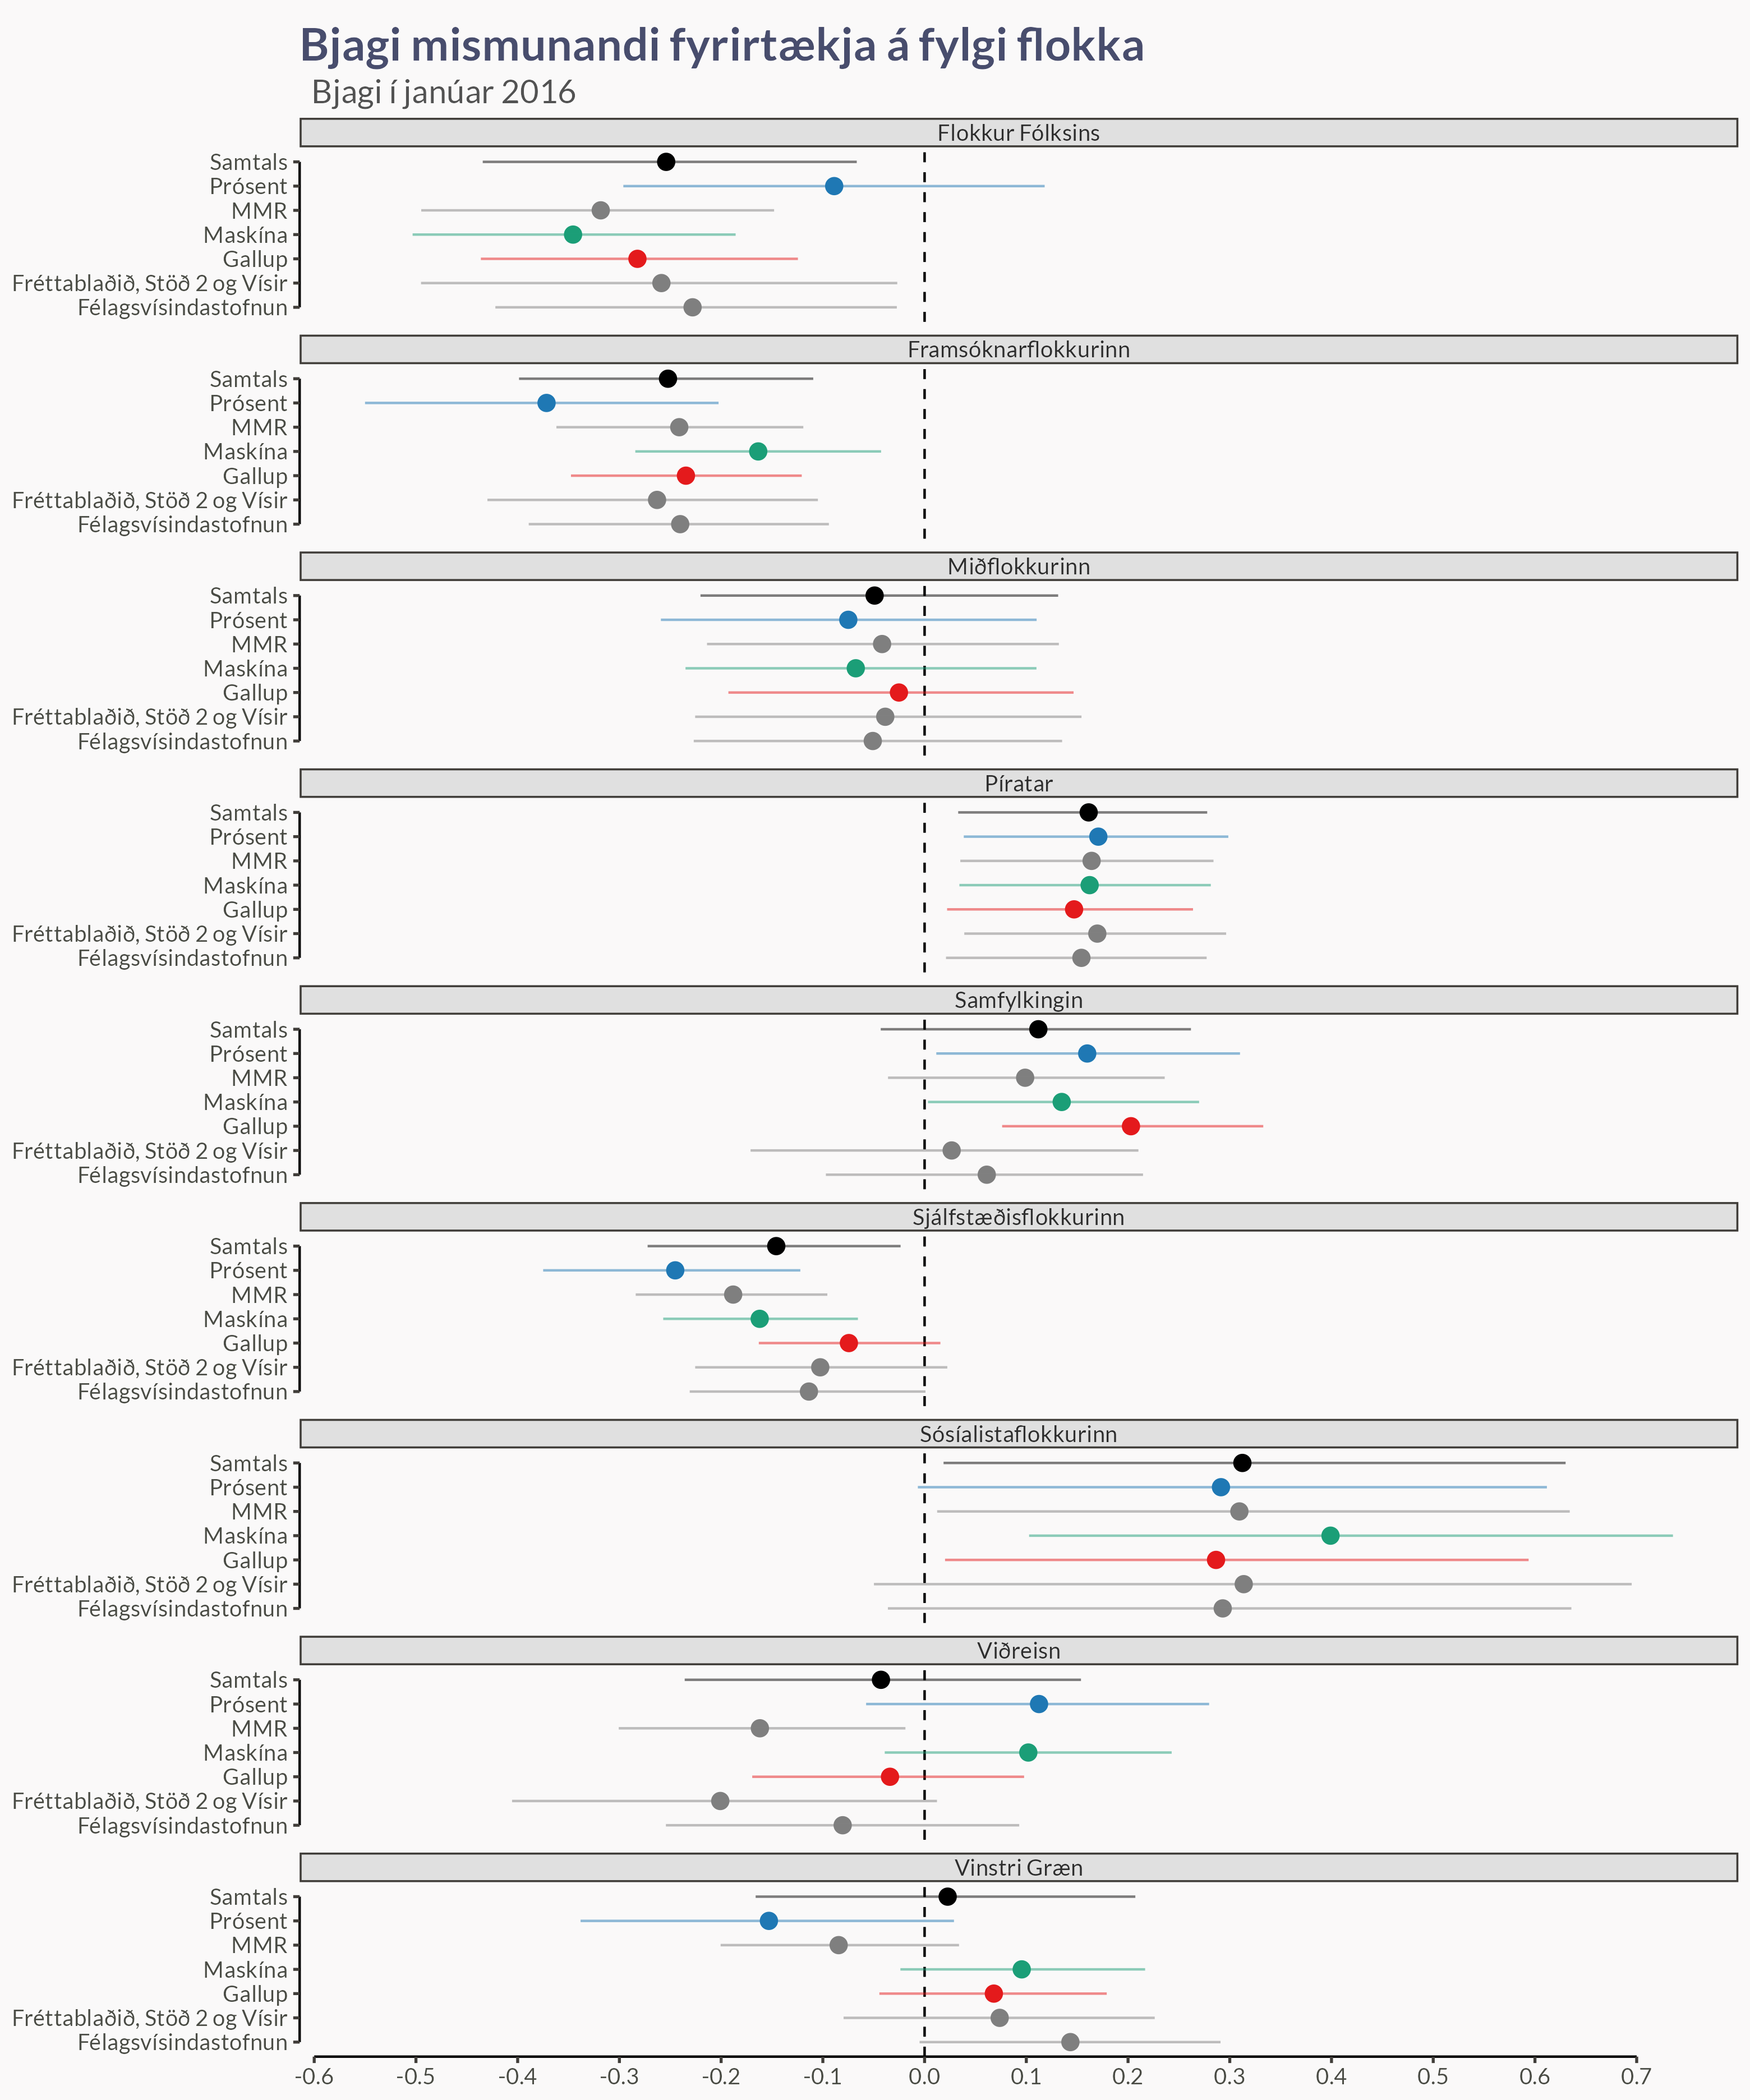 Bjagi mismunandi fyrirtækja á fylgi flokka
Bjagi í janúar 2016
Flokkur Fólksins
Samtals
Prósent
MMR
Maskína
Gallup
Fréttablaðið, Stöð 2 og Vísir
Félagsvísindastofnun
Framsóknarflokkurinn
Samtals
Prósent
MMR
Maskína
Gallup
Fréttablaðið, Stöð 2 og Vísir
Félagsvísindastofnun
Miðflokkurinn
Samtals
Prósent
MMR
Maskína
Gallup
Fréttablaðið, Stöð 2 og Vísir
Félagsvísindastofnun
Píratar
Samtals
Prósent
MMR
Maskína
Gallup
Fréttablaðið, Stöð 2 og Vísir
Félagsvísindastofnun
Samfylkingin
Samtals
Prósent
MMR
Maskína
Gallup
Fréttablaðið, Stöð 2 og Vísir
Félagsvísindastofnun
Sjálfstæðisflokkurinn
Samtals
Prósent
MMR
Maskína
Gallup
Fréttablaðið, Stöð 2 og Vísir
Félagsvísindastofnun
Sósíalistaflokkurinn
Samtals
Prósent
MMR
Maskína
Gallup
Fréttablaðið, Stöð 2 og Vísir
Félagsvísindastofnun
Viðreisn
Samtals
Prósent
MMR
Maskína
Gallup
Fréttablaðið, Stöð 2 og Vísir
Félagsvísindastofnun
Vinstri Græn
Samtals
Prósent
MMR
Maskína
Gallup
Fréttablaðið, Stöð 2 og Vísir
Félagsvísindastofnun
-0.6 -0.5 -0.4 -0.3 -0.2 -0.1 0.0 0.1 0.2 0.3 0.4 0.5 0.6 0.7